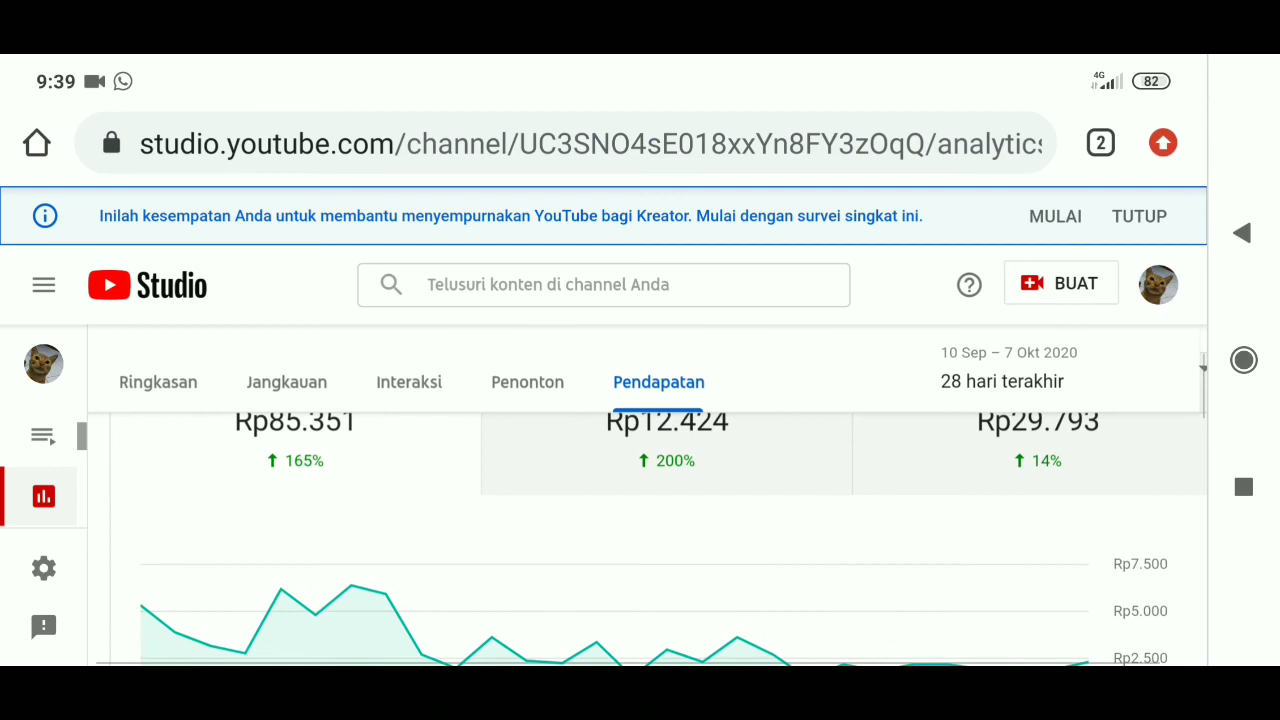 9:39
4G
82
studio.youtube.com/channel/UC3SNO4sE018xxYn8FY3zOqQ/analytics
2
Inilah kesempatan Anda untuk membantu menyempurnakan YouTube bagi Kreator. Mulai dengan survei singkat ini.
MULAI
TUTUP
Studio
Telusuri konten di channel Anda
BUAT
10 Sep – 7 Okt 2020
28 hari terakhir
Ringkasan
Jangkauan
Interaksi
Penonton
Pendapatan
Rp85.351
Rp12.424
Rp29.793
165%
200%
14%
Rp7.500
Rp5.000
Rp2.500